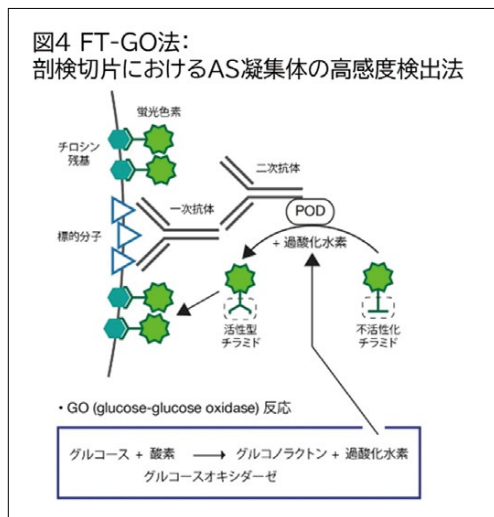 図4 FT-GO法:
剖検切片におけるAS凝集体の高感度検出法
蛍光色素
チロシン
残基
二次抗体
一次抗体
POD
標的分子
+ 過酸化水素
活性型
チラミド
不活性化
チラミド
・GO (glucose-glucose oxidase) 反応
グルコース + 酸素 → グルコノラクトン + 過酸化水素
グルコースオキシダーゼ